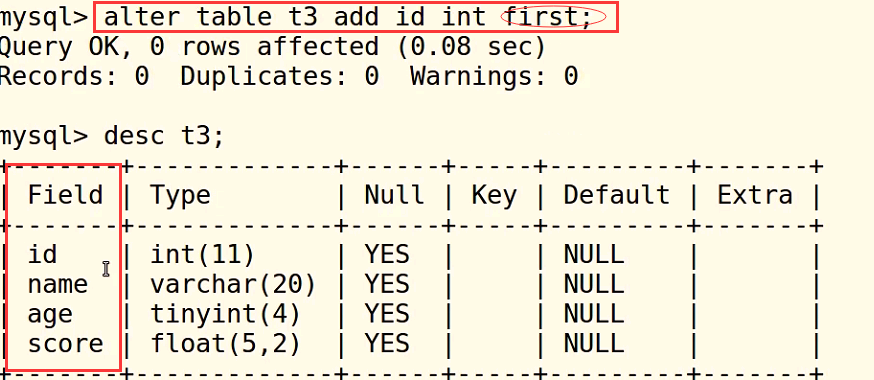 mysql> alter table t3 add id int first;
Query OK, 0 rows affected (0.08 sec)
Records: 0  Duplicates: 0  Warnings: 0
mysql> desc t3;
+-------+-------------+------+-----+---------+-------+
| Field | Type        | Null | Key | Default | Extra |
+-------+-------------+------+-----+---------+-------+
| id    | int(11)     | YES  |     | NULL    |       |
| name  | varchar(20) | YES  |     | NULL    |       |
| age   | tinyint(4)  | YES  |     | NULL    |       |
| score | float(5,2)  | YES  |     | NULL    |       |
+-------+-------------+------+-----+---------+-------+